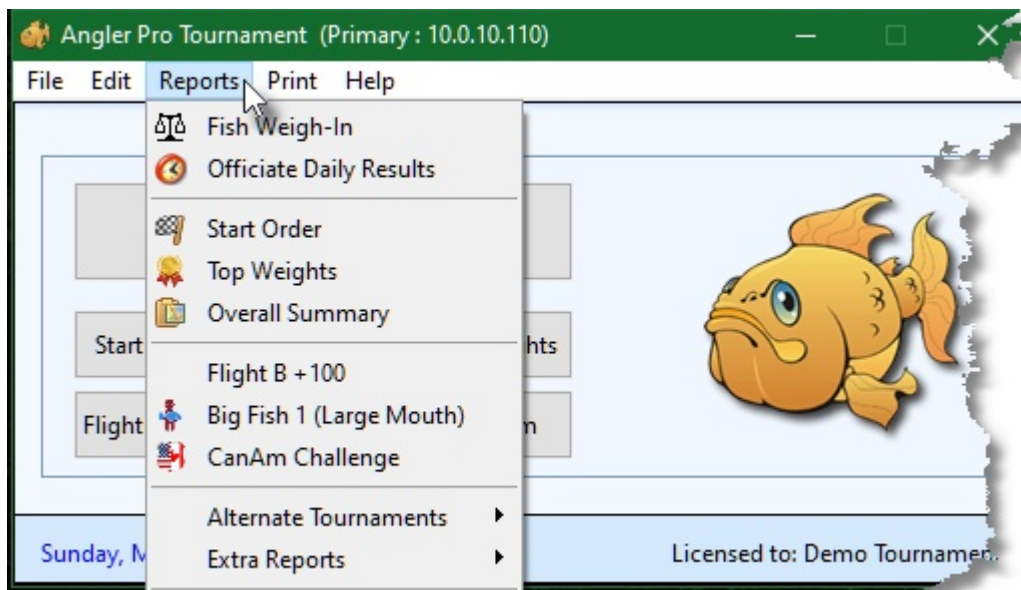 Angler Pro Tournament (Primary : 10.0.10.110)
File Edit Reports Print Help
Fish Weigh-In
Officiate Daily Results
Start Order
Top Weights
Overall Summary
Start hts
Flight B +100
Flight Big Fish 1 (Large Mouth) m
CanAm Challenge
Alternate Tournaments
Sunday, M Extra Reports Licensed to: Demo Tournamen